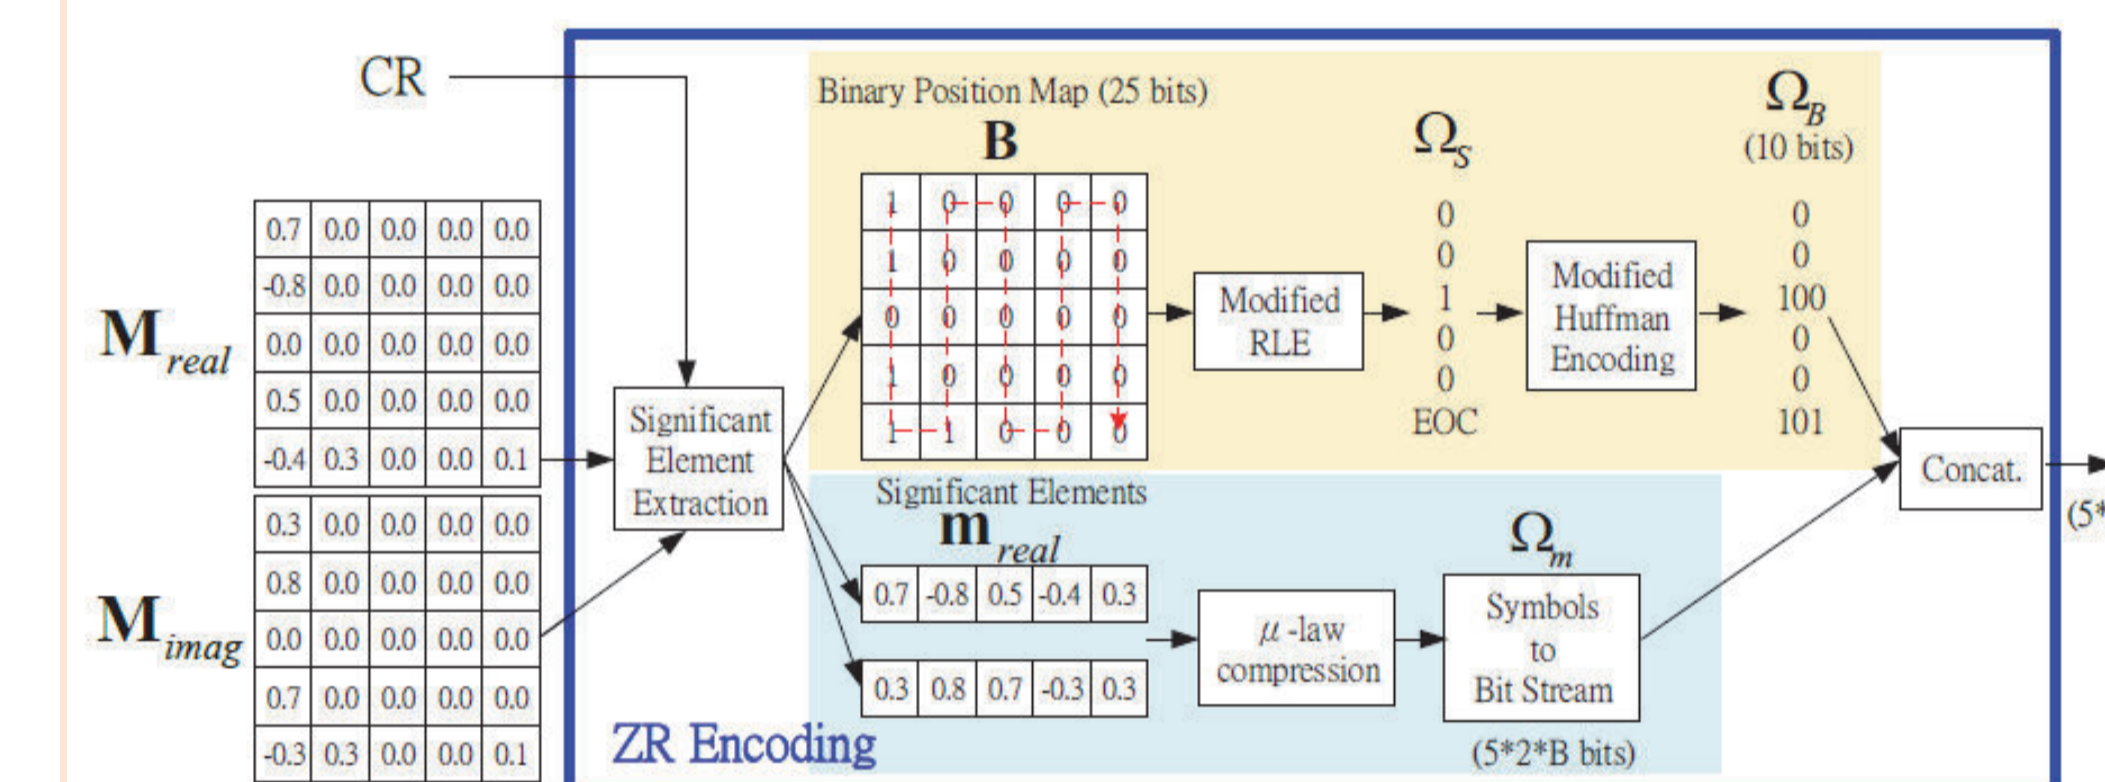 CR
M real
0.7 0.0 0.0 0.0 0.0
-0.8 0.0 0.0 0.0 0.0
0.0 0.0 0.0 0.0 0.0
0.5 0.0 0.0 0.0 0.0
-0.4 0.3 0.0 0.0 0.1
M imag
0.3 0.0 0.0 0.0 0.0
0.8 0.0 0.0 0.0 0.0
0.0 0.0 0.0 0.0 0.0
0.7 0.0 0.0 0.0 0.0
-0.3 0.3 0.0 0.0 0.1
Significant
Element
Extraction
Binary Position Map (25 bits)
B
1 0 0 0 0
1 0 0 0 0
0 0 0 0 0
1 0 0 0 0
1 1 0 0 0
Modified
RLE
Ω S
0
0
1
0
0
EOC
Modified
Huffman
Encoding
Ω B
(10 bits)
0
0
100
0
0
101
Significant Elements
m real
0.7 -0.8 0.5 -0.4 0.3
0.3 0.8 0.7 -0.3 0.3
μ-law
compression
Ω m
Symbols
to
Bit Stream
(5*2*B bits)
Concat.
(5*
ZR Encoding